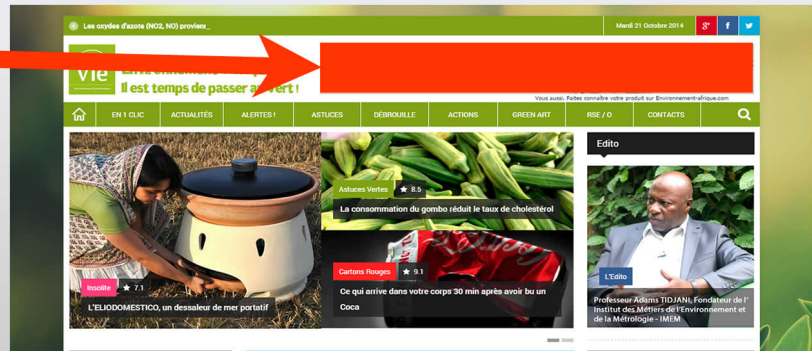 Les oxydes d'azote (NO2, NO) proviens_
Mardi 21 Octobre 2014
g+ f
Vie
Il est temps de passer au vert !
Vous aussi, Faites connaître votre produit sur Environnement-afrique.com
EN 1 CLIC ACTUALITÉS ALERTES ! ASTUCES DÉBROUILLE ACTIONS GREEN ART RSE / O CONTACTS
Edito
Astuces Vertes 8.5
La consommation du gombo réduit le taux de cholestérol
Cartons Rouges 9.1
Ce qui arrive dans votre corps 30 min après avoir bu un
Coca
Insolite 7.1
L'ELIODOMESTICO, un dessaleur de mer portatif
L'Edito
Professeur Adams TIDJANI, Fondateur de l'
Institut des Métiers de l'Environnement et
de la Métrologie - IMEM